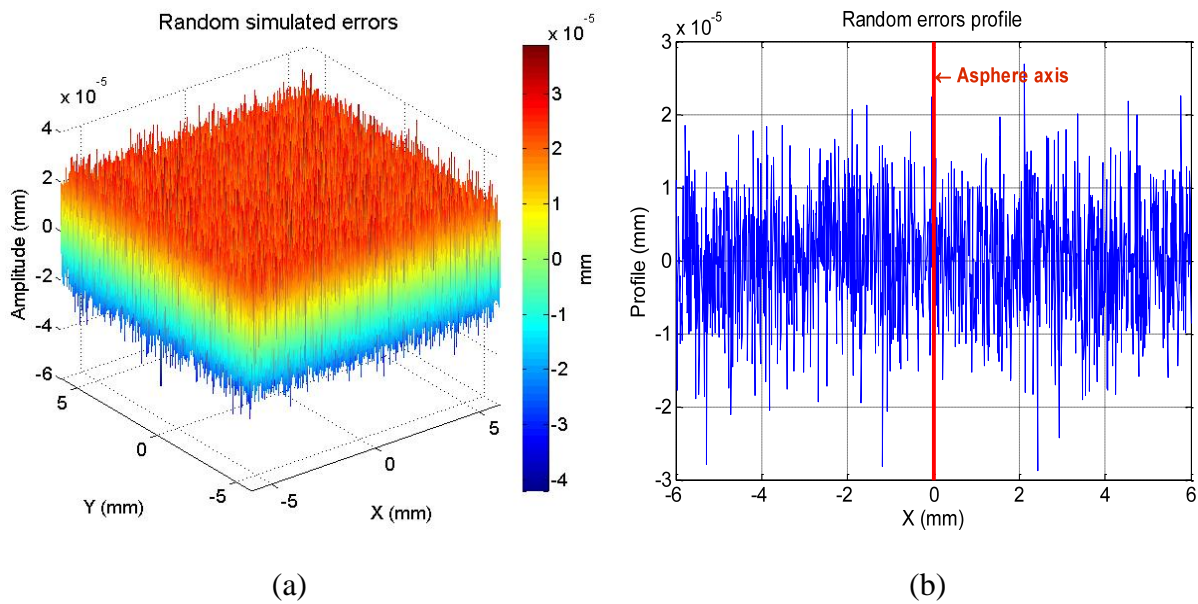 Random simulated errors
x 10-5
4
2
0
-2
-4
-6
Amplitude (mm)
5
0
-5
Y (mm)
-5
0
5
X (mm)
x 10-5
3
2
1
0
-1
-2
-3
-4
mm
(a)
Random errors profile
x 10-5
3
2
1
0
-1
-2
-3
Profile (mm)
← Asphere axis
-6
-4
-2
0
2
4
6
X (mm)
(b)